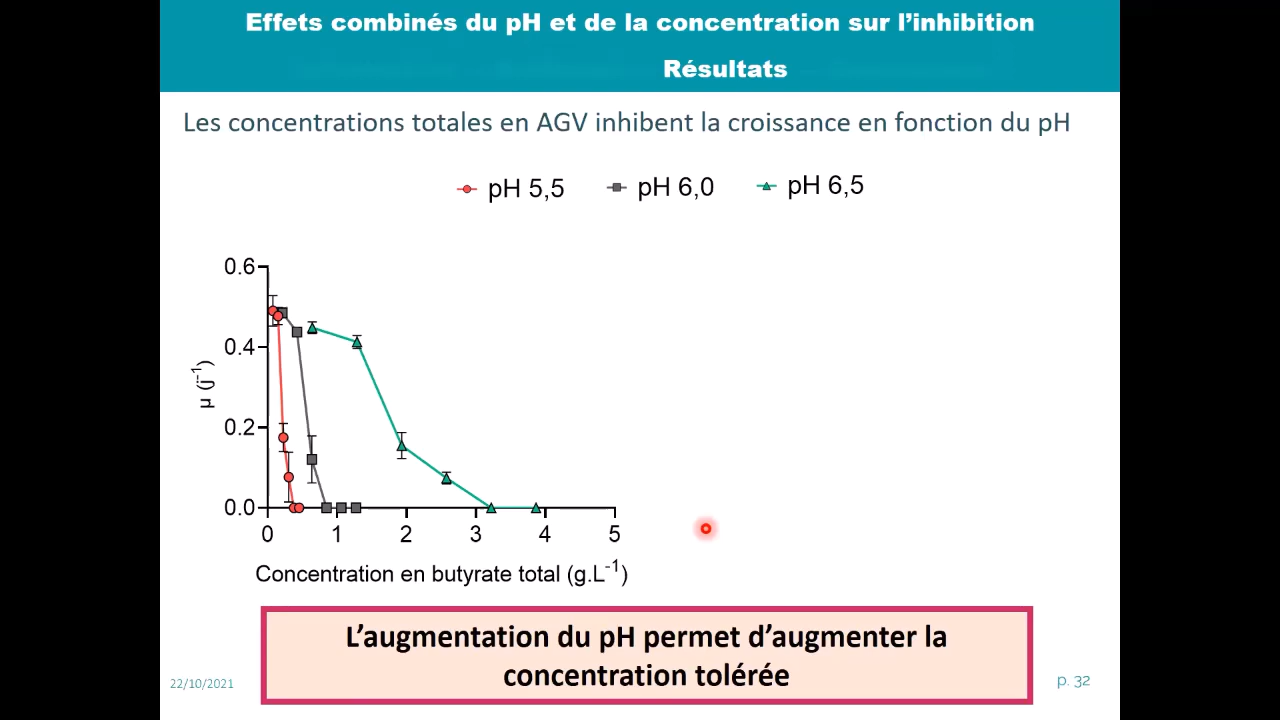 Effets combinés du pH et de la concentration sur l’inhibition
Résultats
Les concentrations totales en AGV inhibent la croissance en fonction du pH
pH 5,5 pH 6,0 pH 6,5
0.6
0.4
0.2
0.0
µ (j⁻¹)
0 1 2 3 4 5
Concentration en butyrate total (g.L⁻¹)
L’augmentation du pH permet d’augmenter la
concentration tolérée
22/10/2021
p. 32